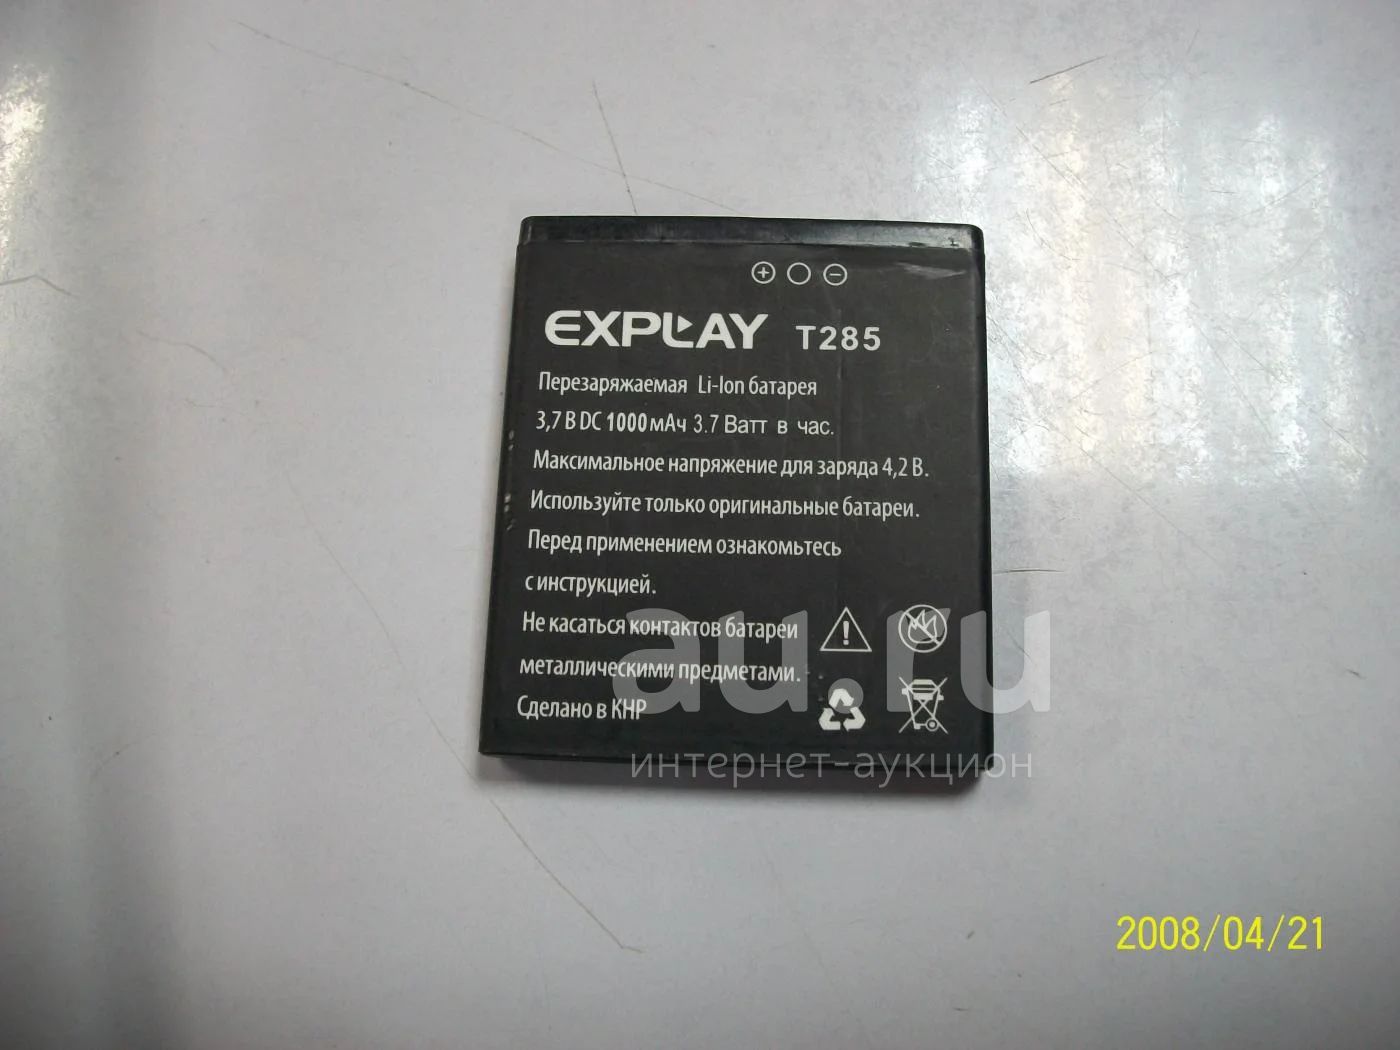 EXPLAY T285
Перезаряжаемая Li-Ion батарея
3,7 В DC 1000 мАч 3.7 Ватт в час.
Максимальное напряжение для заряда 4,2 В.
Используйте только оригинальные батареи.
Перед применением ознакомьтесь
с инструкцией.
Не касаться контактов батареи
металлическими предметами.
Сделано в КНР
au.ru
интернет-аукцион
2008/04/21